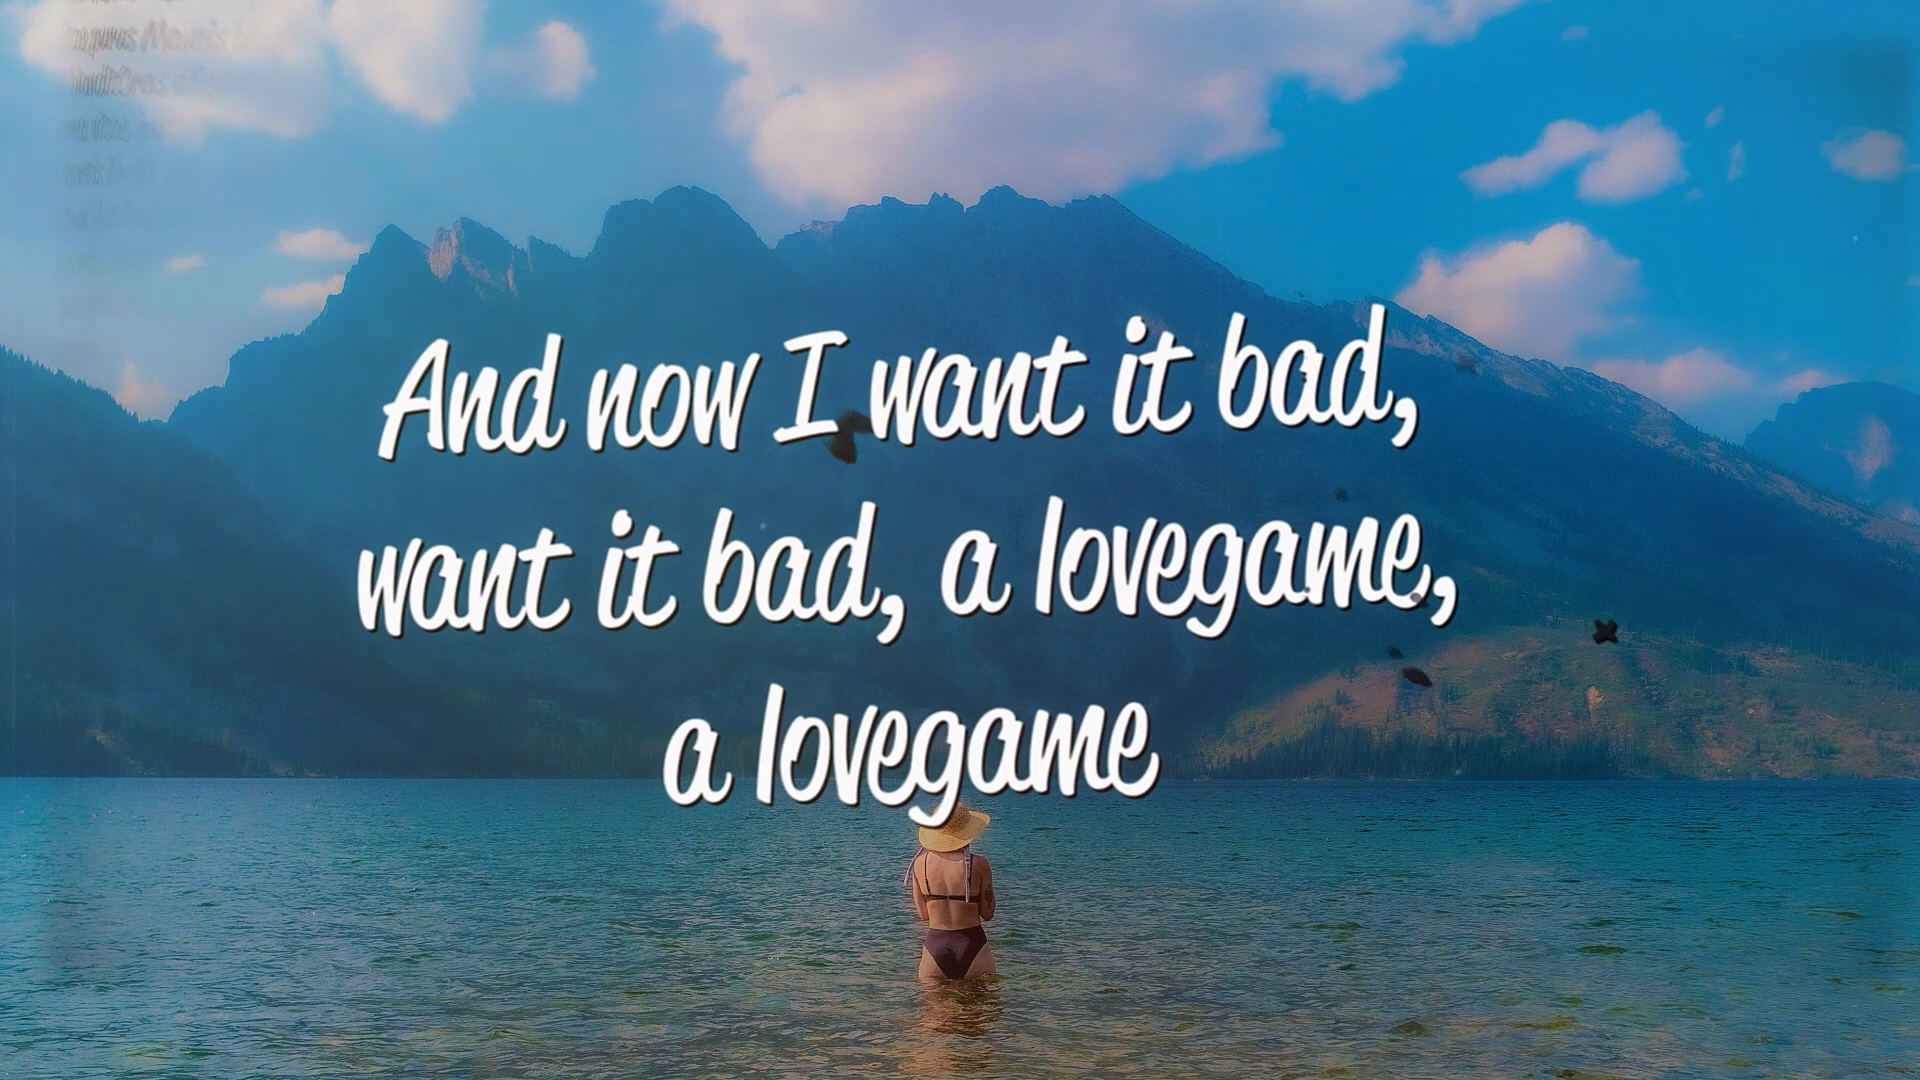 And now I want it bad,
want it bad, a lovegame,
a lovegame